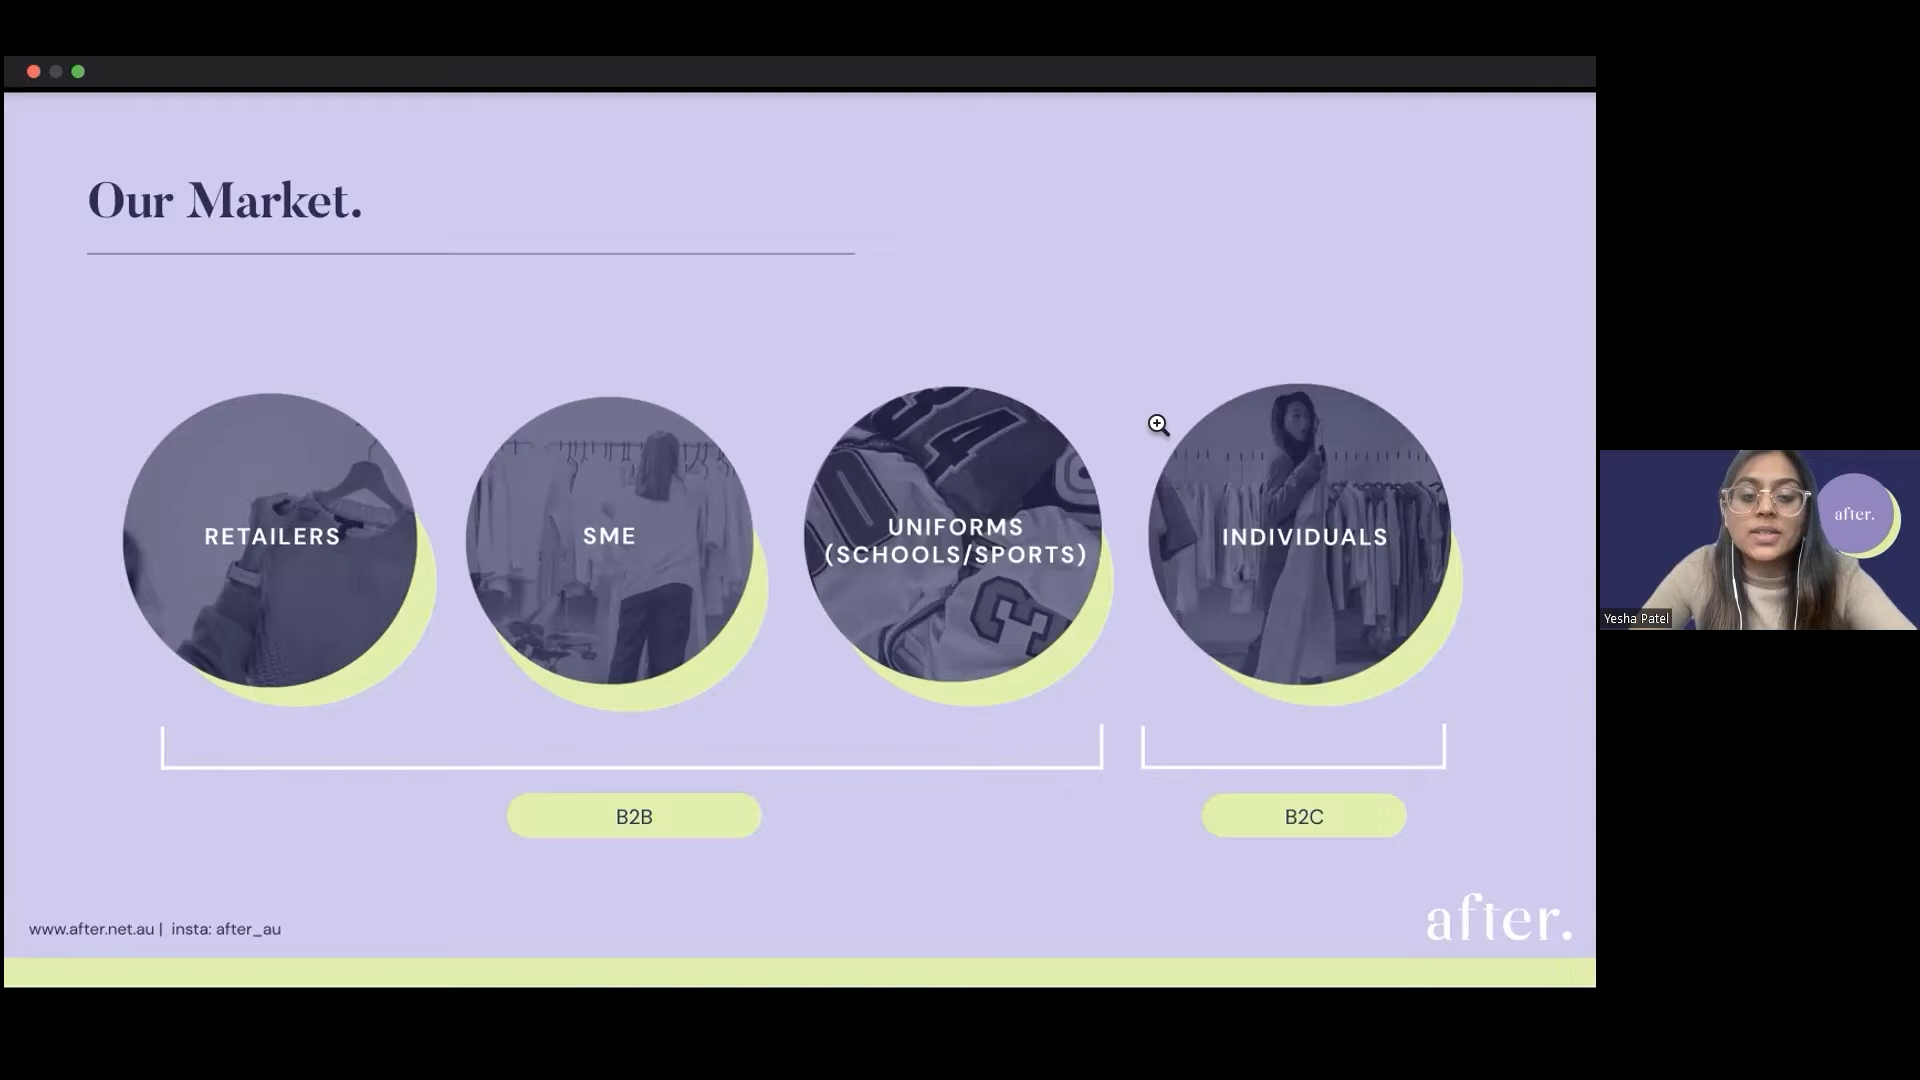 Our Market.
RETAILERS
SME
UNIFORMS
(SCHOOLS/SPORTS)
INDIVIDUALS
B2B
B2C
www.after.net.au | insta: after_au
after.
after.
Yesha Patel